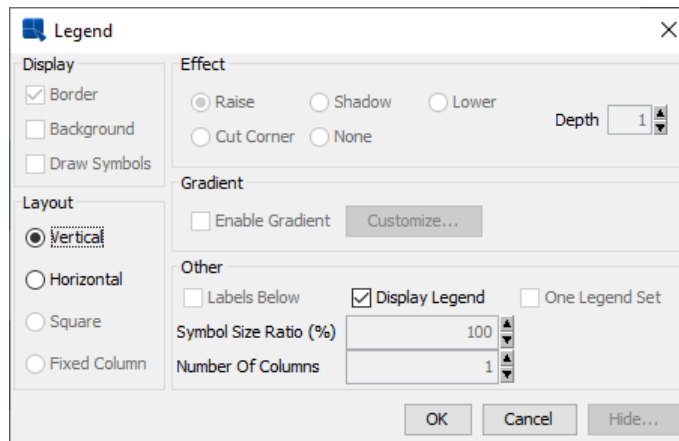 Legend
Display
Border
Background
Draw Symbols
Effect
Raise
Shadow
Lower
Cut Corner
None
Depth
1
Layout
Vertical
Horizontal
Square
Fixed Column
Gradient
Enable Gradient
Customize...
Other
Labels Below
Display Legend
One Legend Set
Symbol Size Ratio (%)
100
Number Of Columns
1
OK
Cancel
Hide...